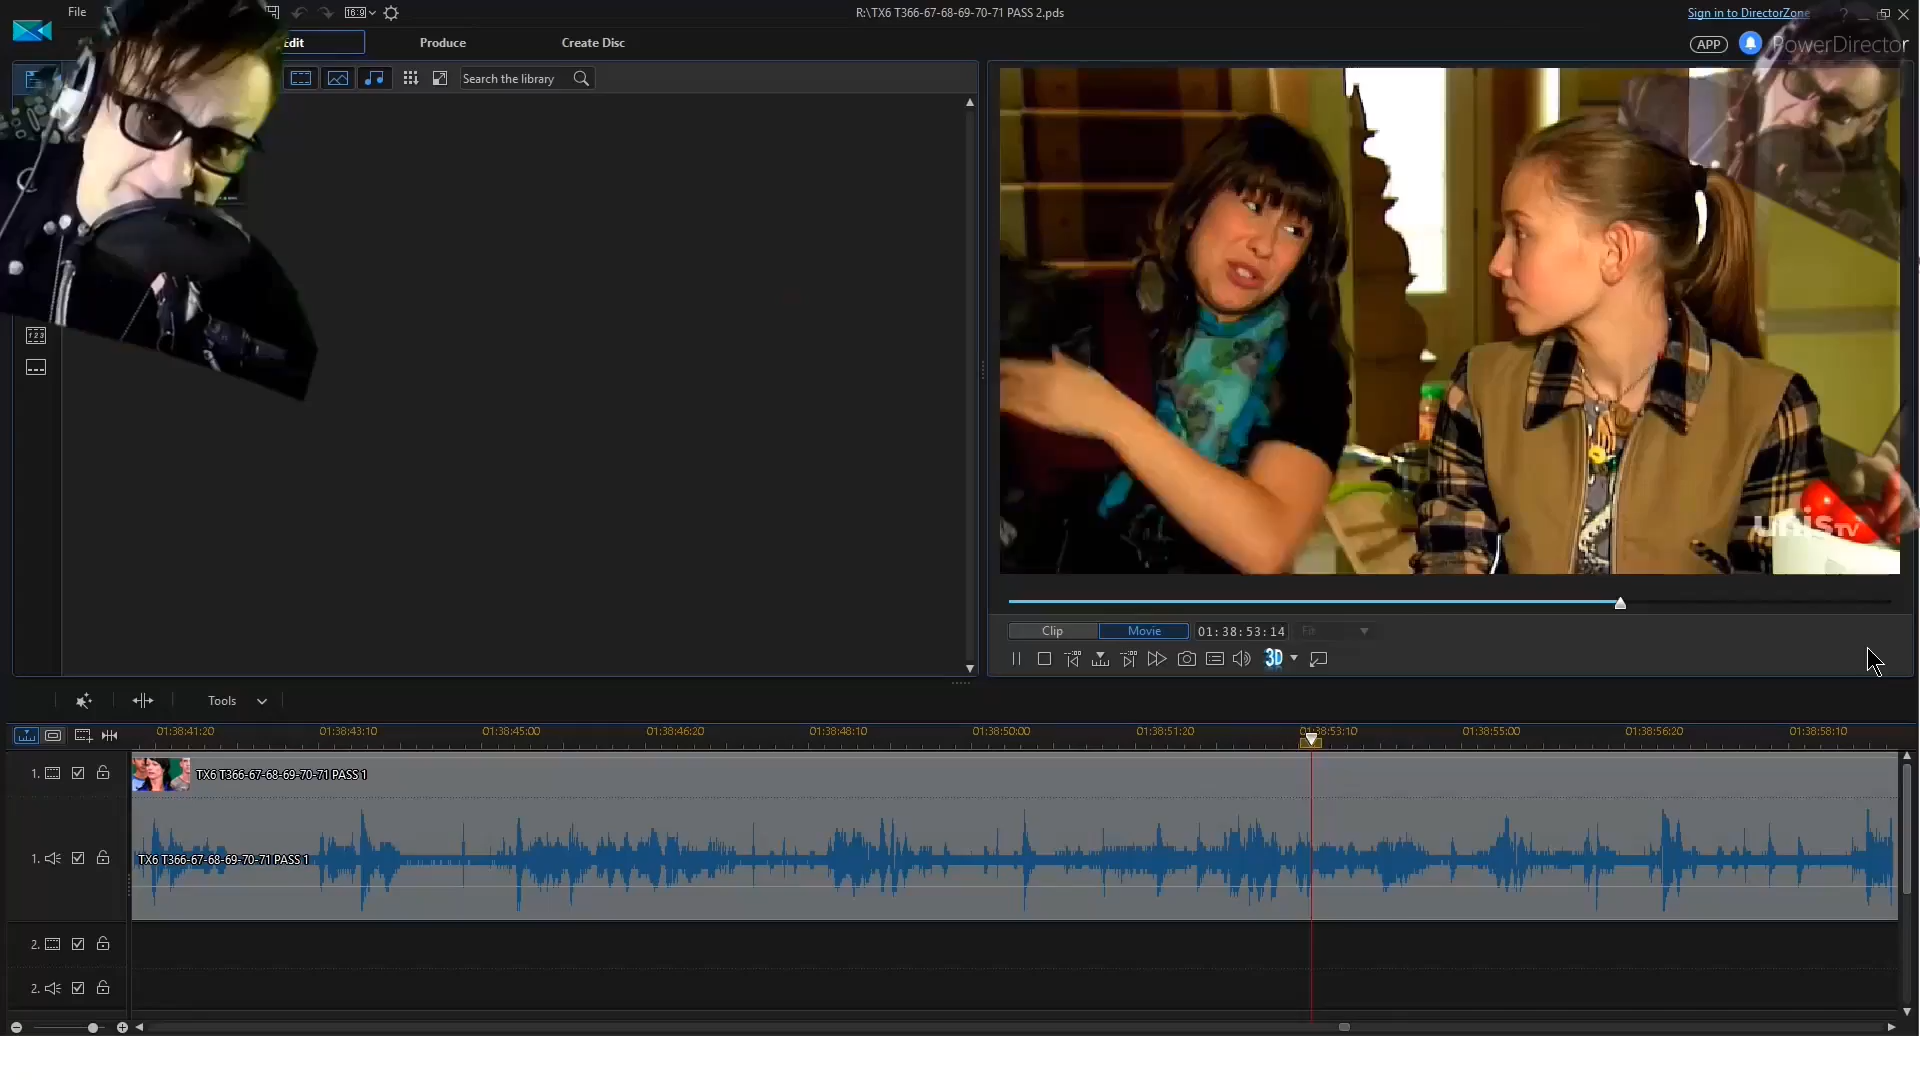 File
16:9
R:\TX6 T366-67-68-69-70-71 PASS 2.pds
Sign in to DirectorZone
?
Edit
Produce
Create Disc
APP
PowerDirector
Search the library
unisTV
Clip
Movie
01:38:53:14
Fit
3D
Tools
01:38:41:20
01:38:43:10
01:38:45:00
01:38:46:20
01:38:48:10
01:38:50:00
01:38:51:20
01:38:53:10
01:38:55:00
01:38:56:20
01:38:58:10
1.
TX6 T366-67-68-69-70-71 PASS 1
1.
TX6 T366-67-68-69-70-71 PASS 1
2.
2.